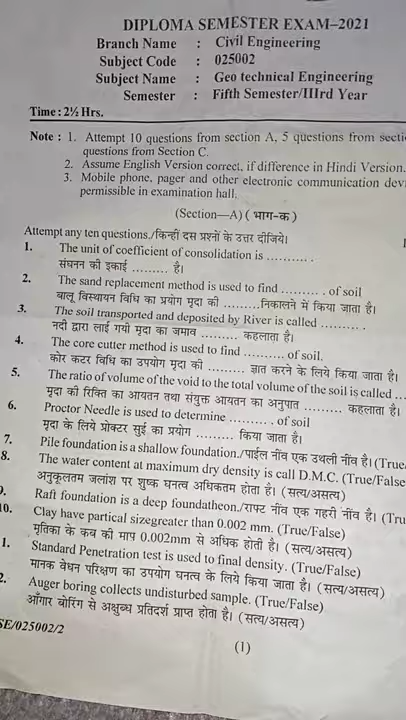 DIPLOMA SEMESTER EXAM–2021
Branch Name : Civil Engineering
Subject Code : 025002
Subject Name : Geo technical Engineering
Semester : Fifth Semester/IIIrd Year
Time : 2½ Hrs.
Note : 1. Attempt 10 questions from section A, 5 questions from
questions from Section C.
2. Assume English Version correct, if difference in Hindi Version.
3. Mobile phone, pager and other electronic communication
permissible in examination hall.
(Section—A) ( भाग-क )
Attempt any ten questions./किन्हीं दस प्रश्नों के उत्तर दीजिये।
1. The unit of coefficient of consolidation is .......... .
संघनन की इकाई ......... है।
2. The sand replacement method is used to find .......... of soil
बालू विस्थापन विधि का प्रयोग मृदा की .........निकालने में किया जाता है।
3. The soil transported and deposited by River is called ......... .
नदी द्वारा लाई गयी मृदा का जमाव ......... कहलाता है।
4. The core cutter method is used to find .......... of soil.
कोर कटर विधि का उपयोग मृदा की ......... ज्ञात करने के लिये किया जाता है।
5. The ratio of volume of the void to the total volume of the soil is called ...
मृदा की रिक्ति का आयतन तथा संयुक्त आयतन का अनुपात ......... कहलाता है।
6. Proctor Needle is used to determine .......... of soil
मृदा के लिये प्रोक्टर सुई का प्रयोग ......... किया जाता है।
7. Pile foundation is a shallow foundation./पाईल नींव एक उथली नींव है। (True
8. The water content at maximum dry density is call D.M.C. (True/False
अनुकूलतम जलांश पर शुष्क घनत्व अधिकतम होता है। (सत्य/असत्य)
9. Raft foundation is a deep foundatheon./राफ्ट नींव एक गहरी नींव है। (Tru
10. Clay have partical sizegreater than 0.002 mm. (True/False)
मृतिका के कब की माप 0.002mm से अधिक होती है। (सत्य/असत्य)
1. Standard Penetration test is used to final density. (True/False)
मानक वेधन परिक्षण का उपयोग घनत्व के लिये किया जाता है। (सत्य/असत्य)
2. Auger boring collects undisturbed sample. (True/False)
ऑगर बोरिंग से अक्षुब्ध प्रतिदर्श प्राप्त होता है। (सत्य/असत्य)
SE/025002/2
(1)